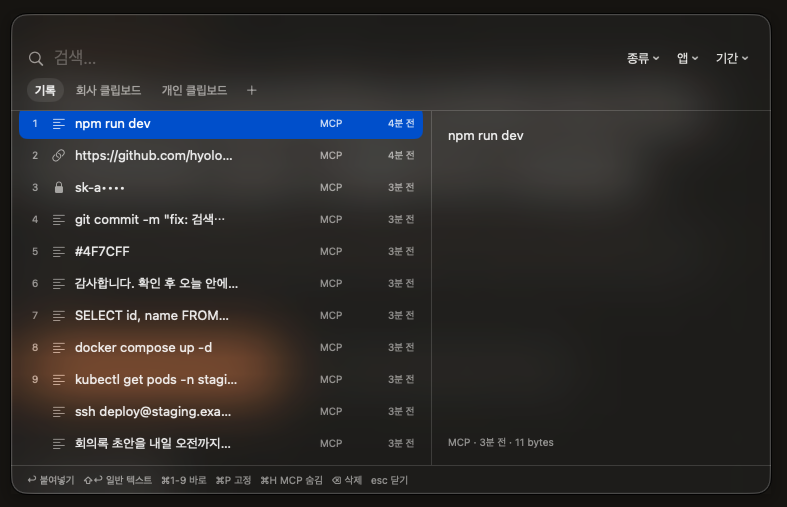 검색...
종류 앱 기간
기록 회사 클립보드 개인 클립보드 +
1 npm run dev MCP 4분 전
2 https://github.com/hyolo... MCP 4분 전
3 sk-a•••• MCP 3분 전
4 git commit -m "fix: 검색… MCP 3분 전
5 #4F7CFF MCP 3분 전
6 감사합니다. 확인 후 오늘 안에... MCP 3분 전
7 SELECT id, name FROM... MCP 3분 전
8 docker compose up -d MCP 3분 전
9 kubectl get pods -n stagi... MCP 3분 전
ssh deploy@staging.exa... MCP 3분 전
회의록 초안을 내일 오전까지... MCP 3분 전
npm run dev
MCP · 3분 전 · 11 bytes
↩ 붙여넣기 ⇧↩ 일반 텍스트 ⌘1-9 바로 ⌘P 고정 ⌘H MCP 숨김 ⌫ 삭제 esc 닫기